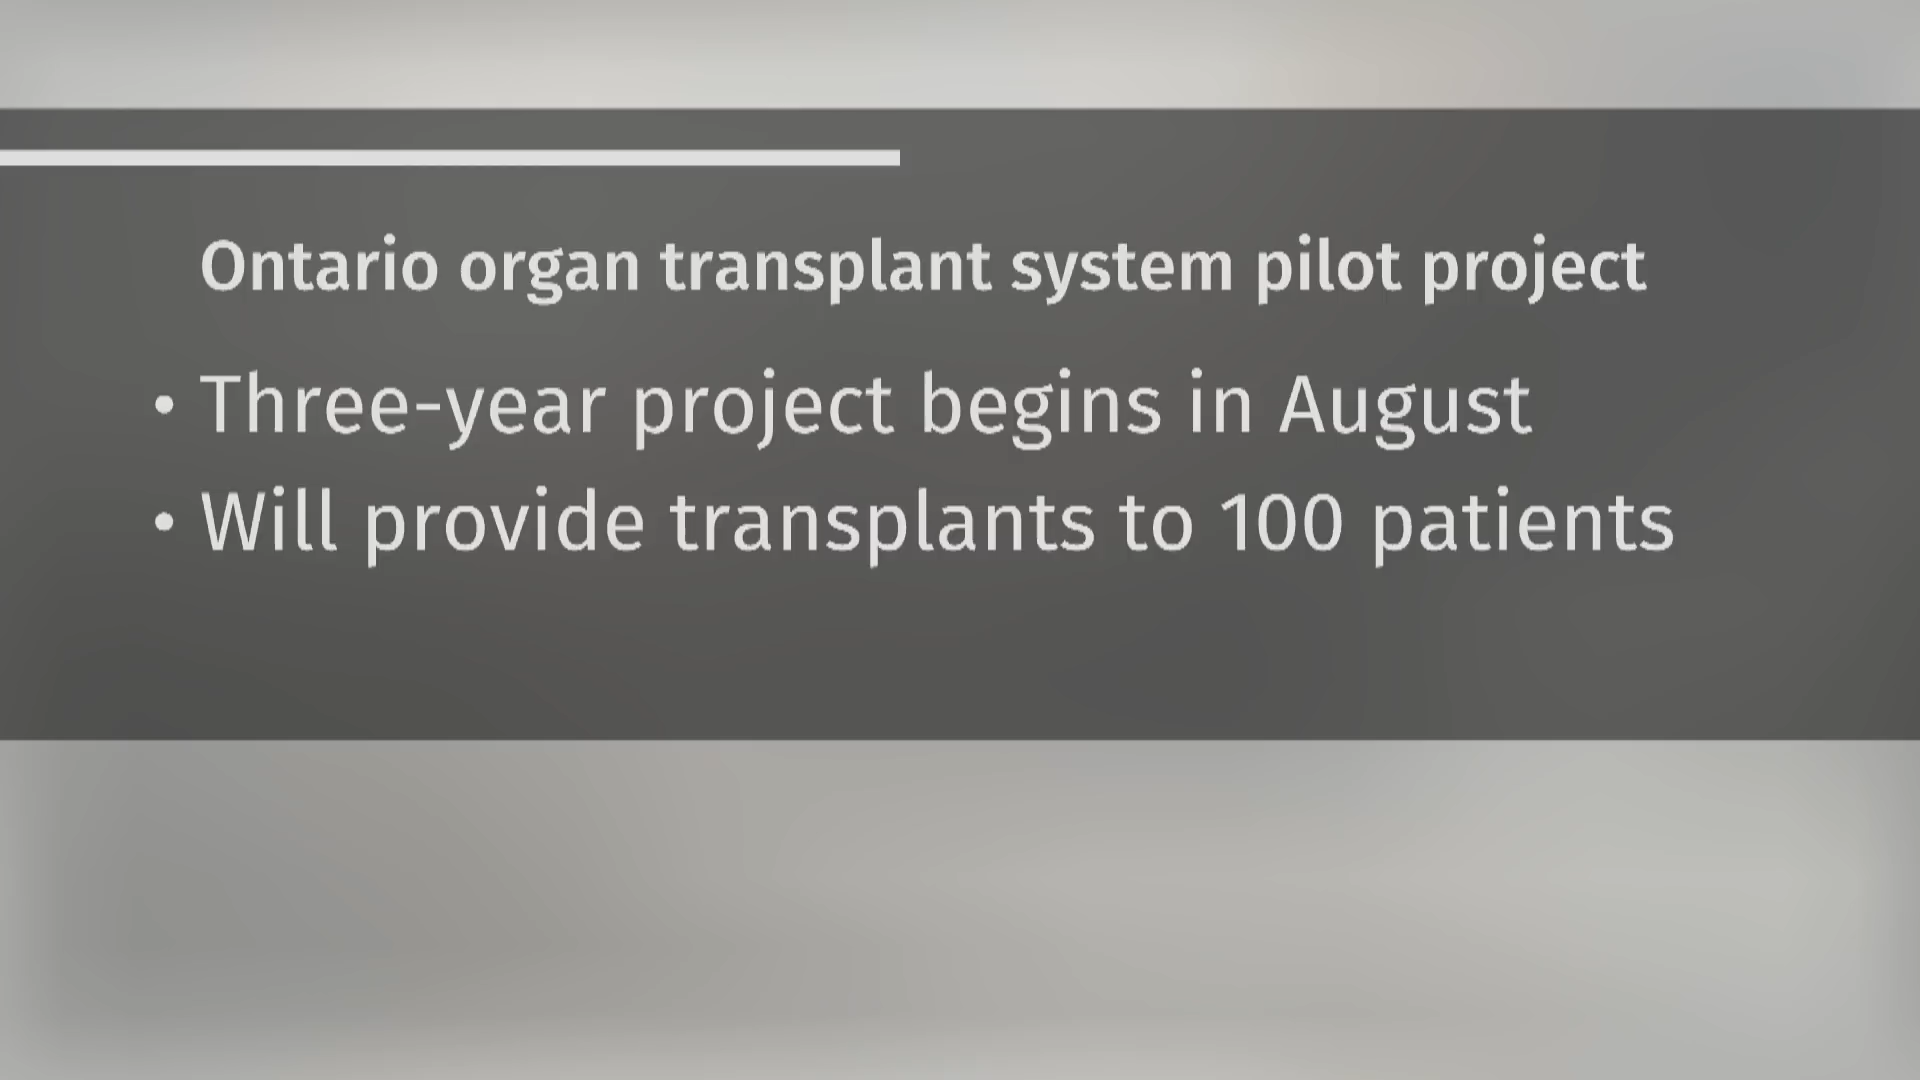 Ontario organ transplant system pilot project
• Three-year project begins in August
• Will provide transplants to 100 patients